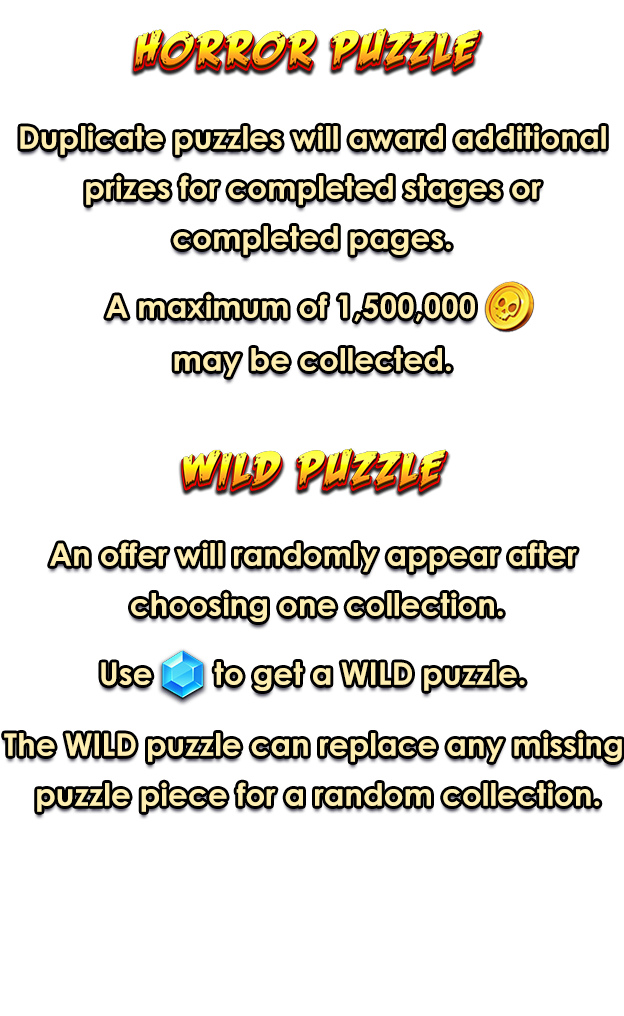 HORROR PUZZLE
Duplicate puzzles will award additional
prizes for completed stages or
completed pages.
A maximum of 1,500,000
may be collected.
WILD PUZZLE
An offer will randomly appear after
choosing one collection.
Use to get a WILD puzzle.
The WILD puzzle can replace any missing
puzzle piece for a random collection.